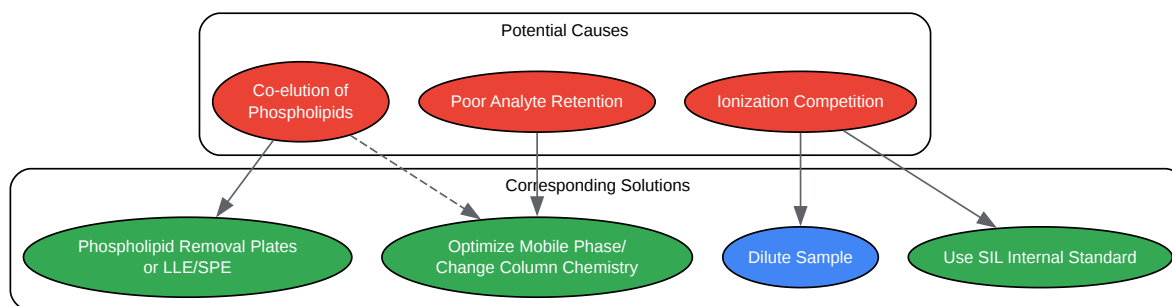 Potential Causes
Co-elution of
Phospholipids
Poor Analyte Retention
Ionization Competition
Corresponding Solutions
Phospholipid Removal Plates
or LLE/SPE
Optimize Mobile Phase/
Change Column Chemistry
Dilute Sample
Use SIL Internal Standard